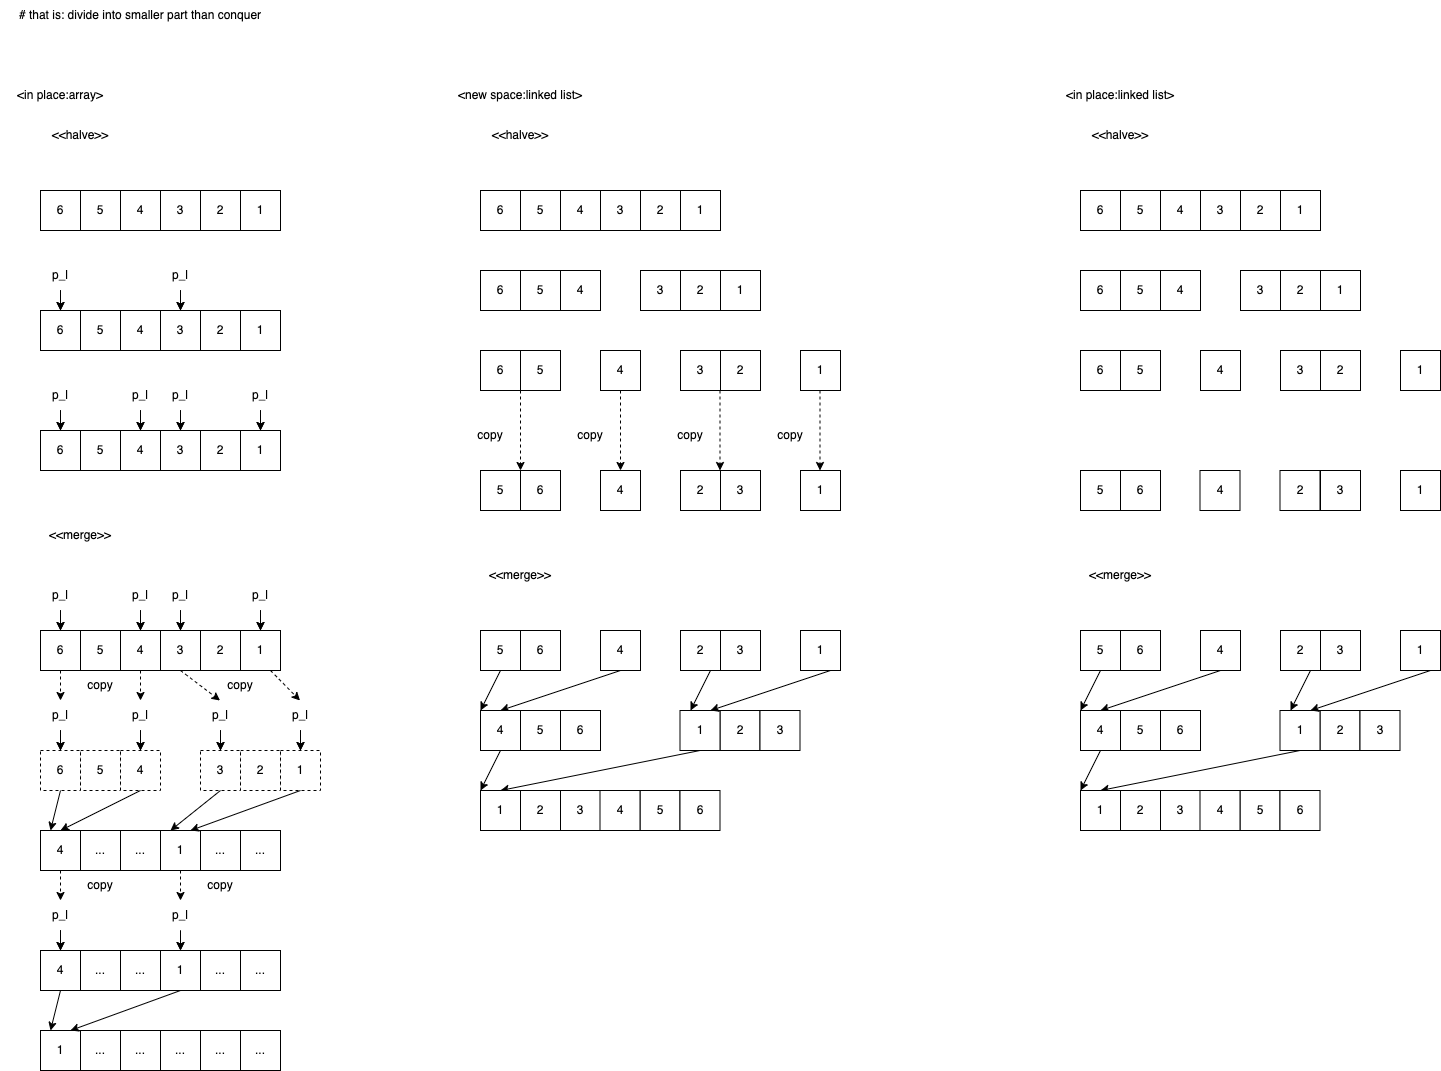 # that is: divide into smaller part than conquer
<in place:array>
<<halve>>
6 5 4 3 2 1
p_l p_l
6 5 4 3 2 1
p_l p_l p_l p_l
6 5 4 3 2 1
<<merge>>
p_l p_l p_l p_l
6 5 4 3 2 1
copy copy
p_l p_l p_l p_l
6 5 4 3 2 1
4 ... ... 1 ... ...
copy copy
p_l p_l
4 ... ... 1 ... ...
1 ... ... ... ... ...
<new space:linked list>
<<halve>>
6 5 4 3 2 1
6 5 4 3 2 1
6 5 4 3 2 1
copy copy copy copy
5 6 4 2 3 1
<<merge>>
5 6 4 2 3 1
4 5 6 1 2 3
1 2 3 4 5 6
<in place:linked list>
<<halve>>
6 5 4 3 2 1
6 5 4 3 2 1
6 5 4 3 2 1
5 6 4 2 3 1
<<merge>>
5 6 4 2 3 1
4 5 6 1 2 3
1 2 3 4 5 6